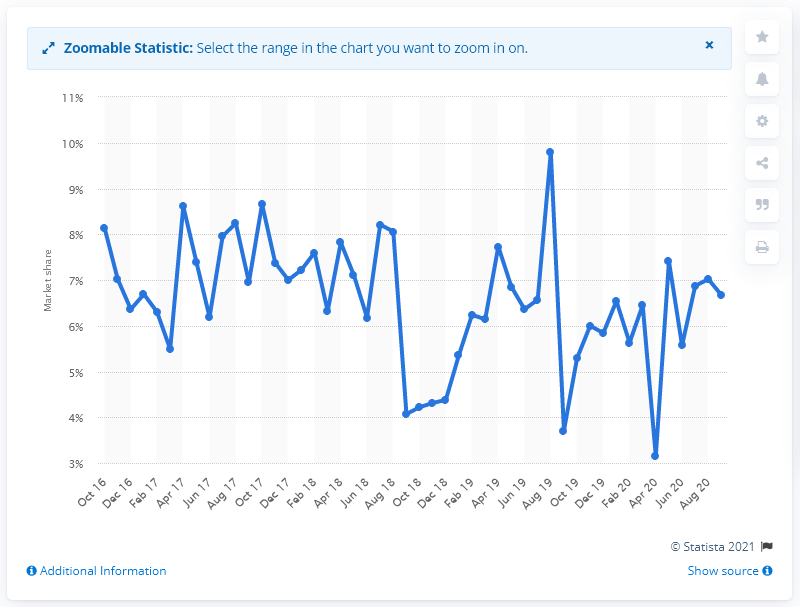 Zoomable Statistic: Select the range in the chart you want to zoom in on.
×
11%
10%
9%
8%
7%
6%
5%
4%
3%
Market share
Oct 16
Dec 16
Feb 17
Apr 17
Jun 17
Aug 17
Oct 17
Dec 17
Feb 18
Apr 18
Jun 18
Aug 18
Oct 18
Dec 18
Feb 19
Apr 19
Jun 19
Aug 19
Oct 19
Dec 19
Feb 20
Apr 20
Jun 20
Aug 20
© Statista 2021
Additional Information
Show source